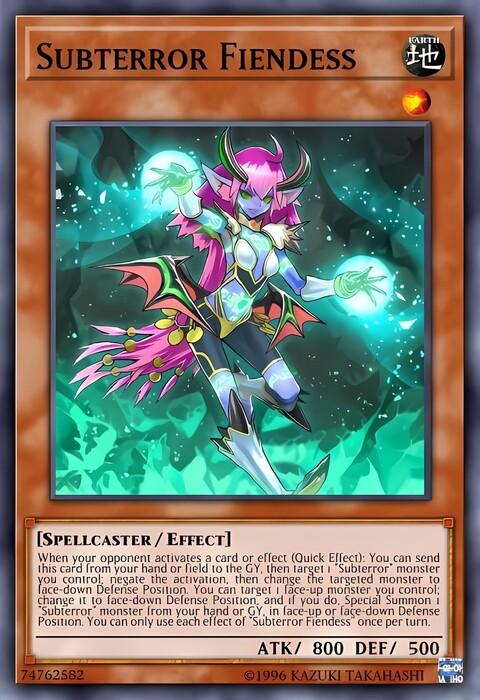 Subterror Fiendess
EARTH
地
[Spellcaster / Effect]
When your opponent activates a card or effect (Quick Effect): You can send
this card from your hand or field to the GY, then target 1 "Subterror" monster
you control; negate the activation, then change the targeted monster to
face-down Defense Position. You can target 1 face-up monster you control;
change it to face-down Defense Position, and if you do, Special Summon 1
"Subterror" monster from your hand or GY, in face-up or face-down Defense
Position. You can only use each effect of "Subterror Fiendess" once per turn.
ATK/ 800 DEF/ 500
74762582
©1996 KAZUKI TAKAHASHI